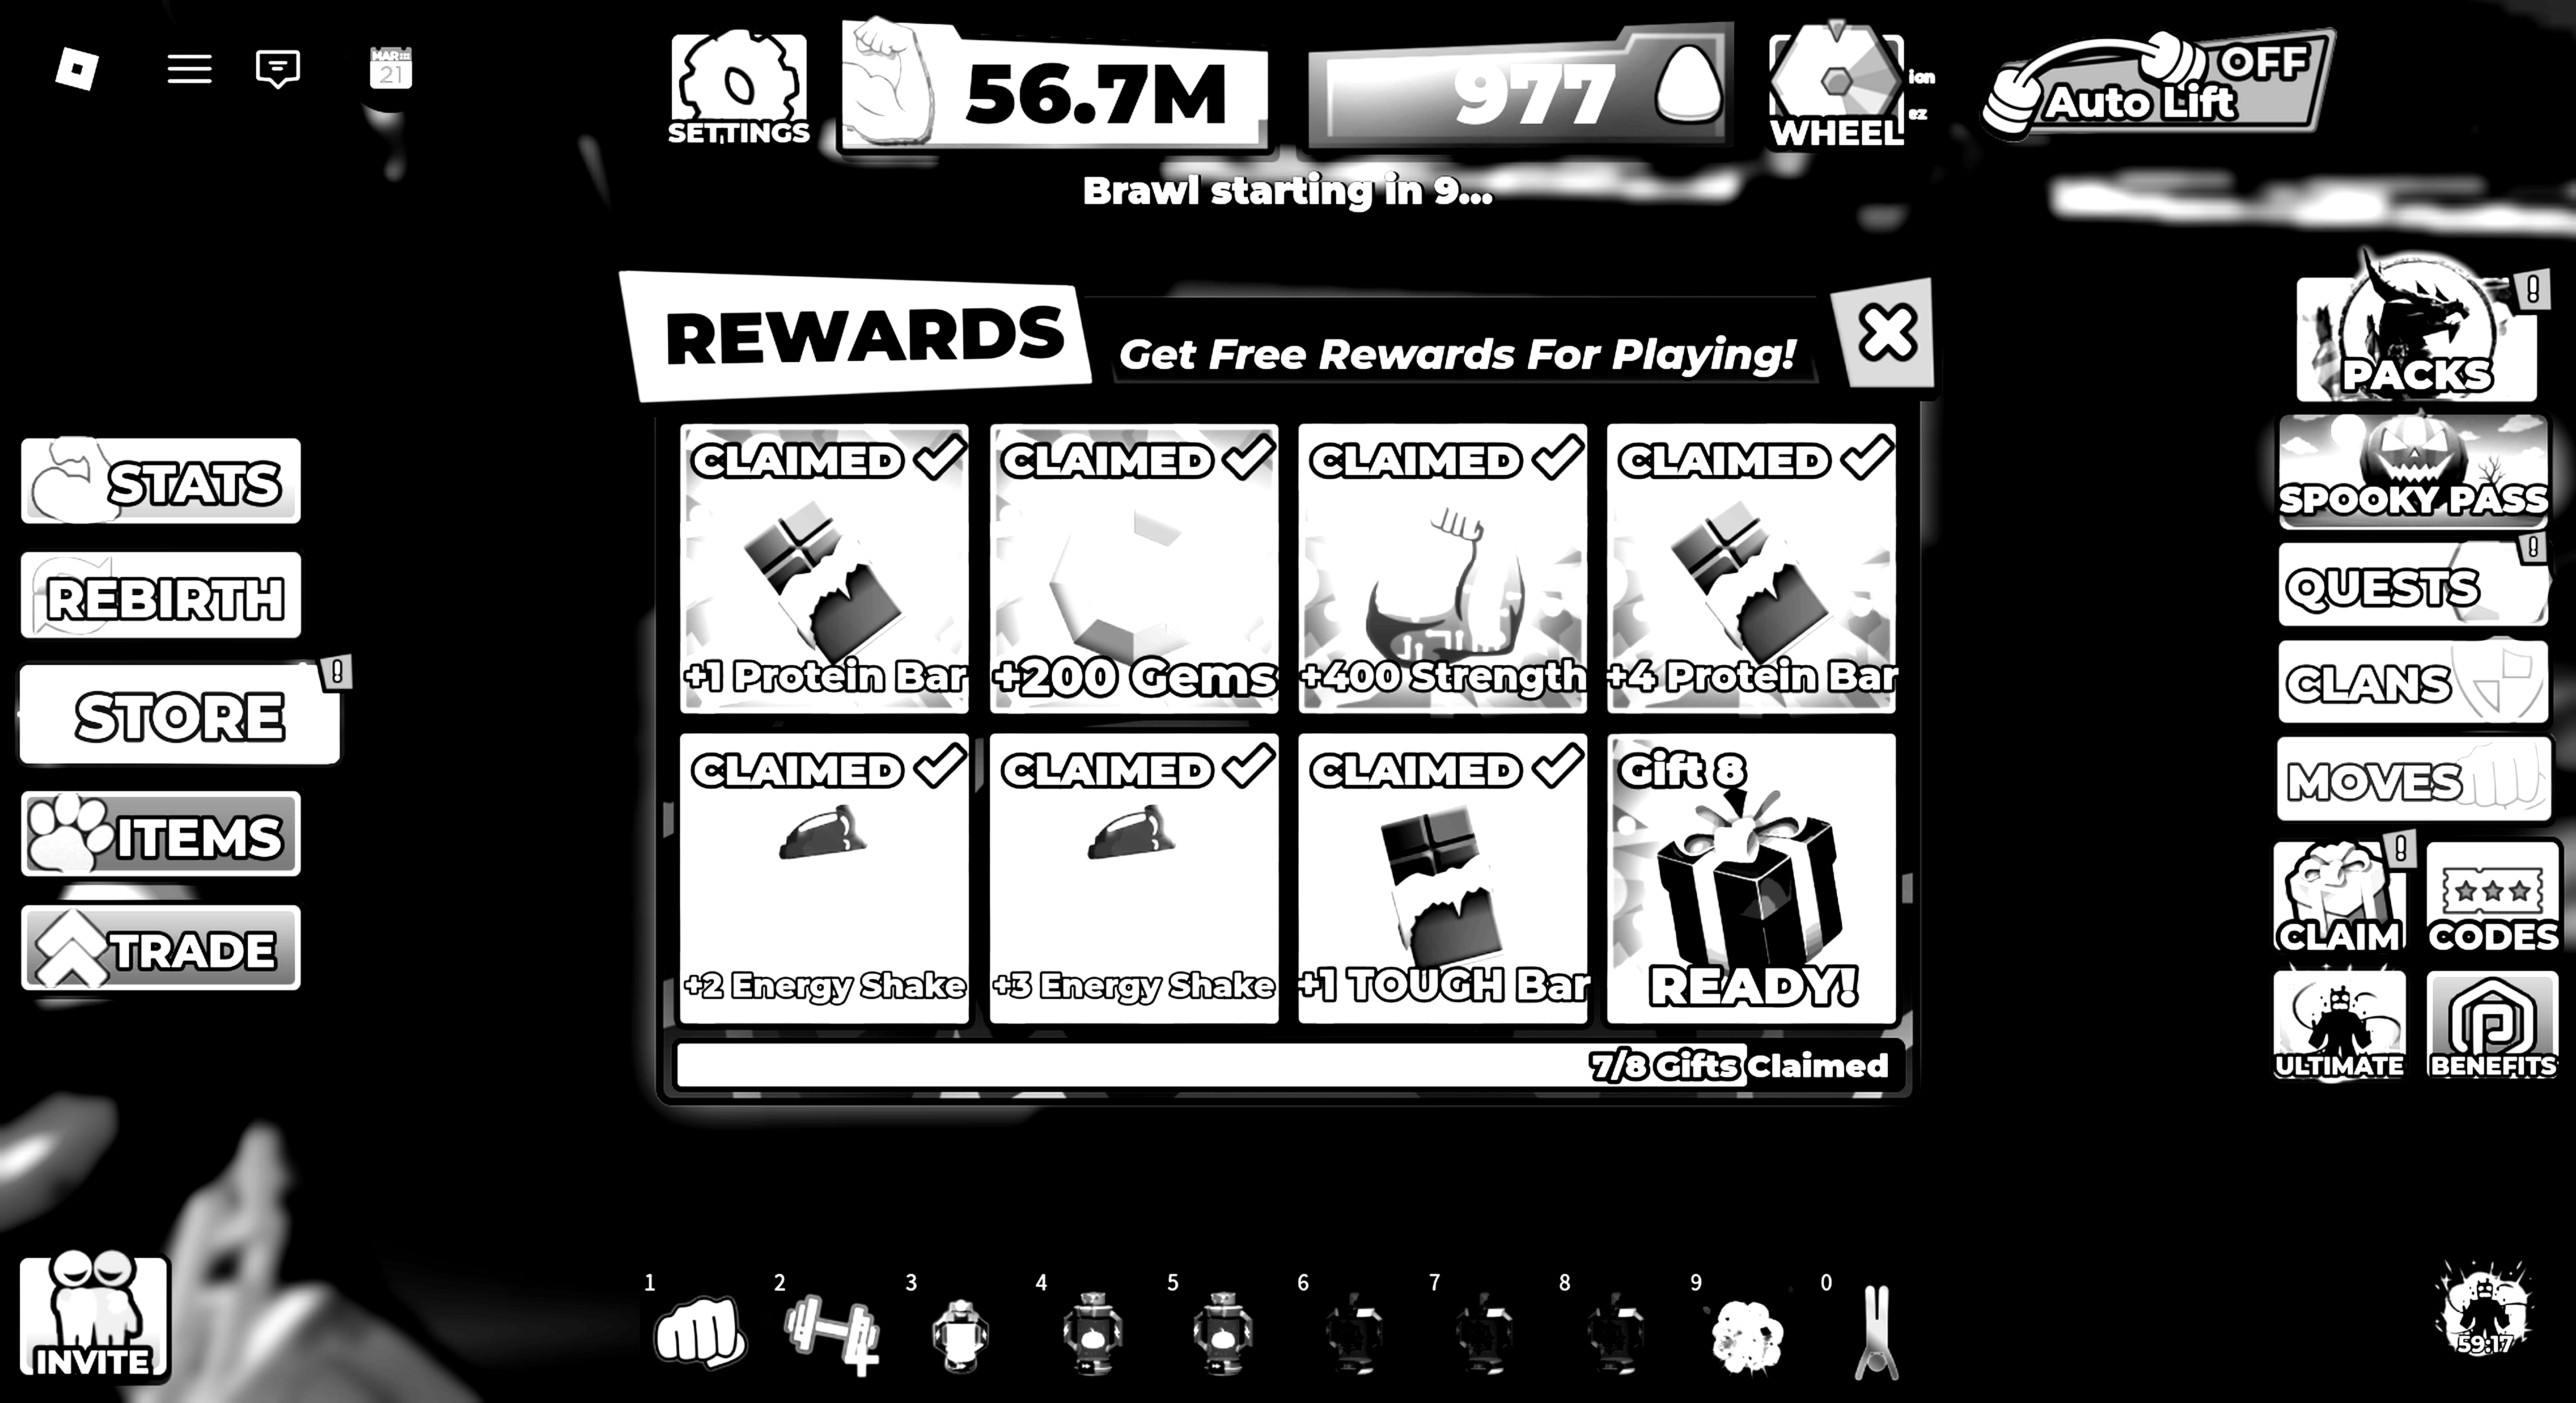 MAR
21
SETTINGS
56.7M
977
WHEEL
ion
ez
OFF
Auto Lift
Brawl starting in 9...
REWARDS
Get Free Rewards For Playing!
CLAIMED
CLAIMED
CLAIMED
CLAIMED
+1 Protein Bar
+200 Gems
+400 Strength
+4 Protein Bar
CLAIMED
CLAIMED
CLAIMED
Gift 8
+2 Energy Shake
+3 Energy Shake
+1 TOUGH Bar
READY!
7/8 Gifts Claimed
STATS
REBIRTH
!
STORE
ITEMS
TRADE
INVITE
!
PACKS
SPOOKY PASS
!
QUESTS
CLANS
MOVES
!
CLAIM
CODES
ULTIMATE
BENEFITS
1 2 3 4 5 6 7 8 9 0
59:17